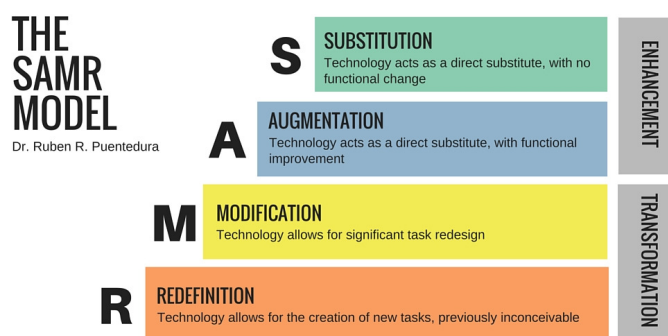 THE
SAMR
MODEL
Dr. Ruben R. Puentedura
S
SUBSTITUTION
Technology acts as a direct substitute, with no
functional change
A
AUGMENTATION
Technology acts as a direct substitute, with functional
improvement
ENHANCEMENT
M
MODIFICATION
Technology allows for significant task redesign
R
REDEFINITION
Technology allows for the creation of new tasks, previously inconceivable
TRANSFORMATION